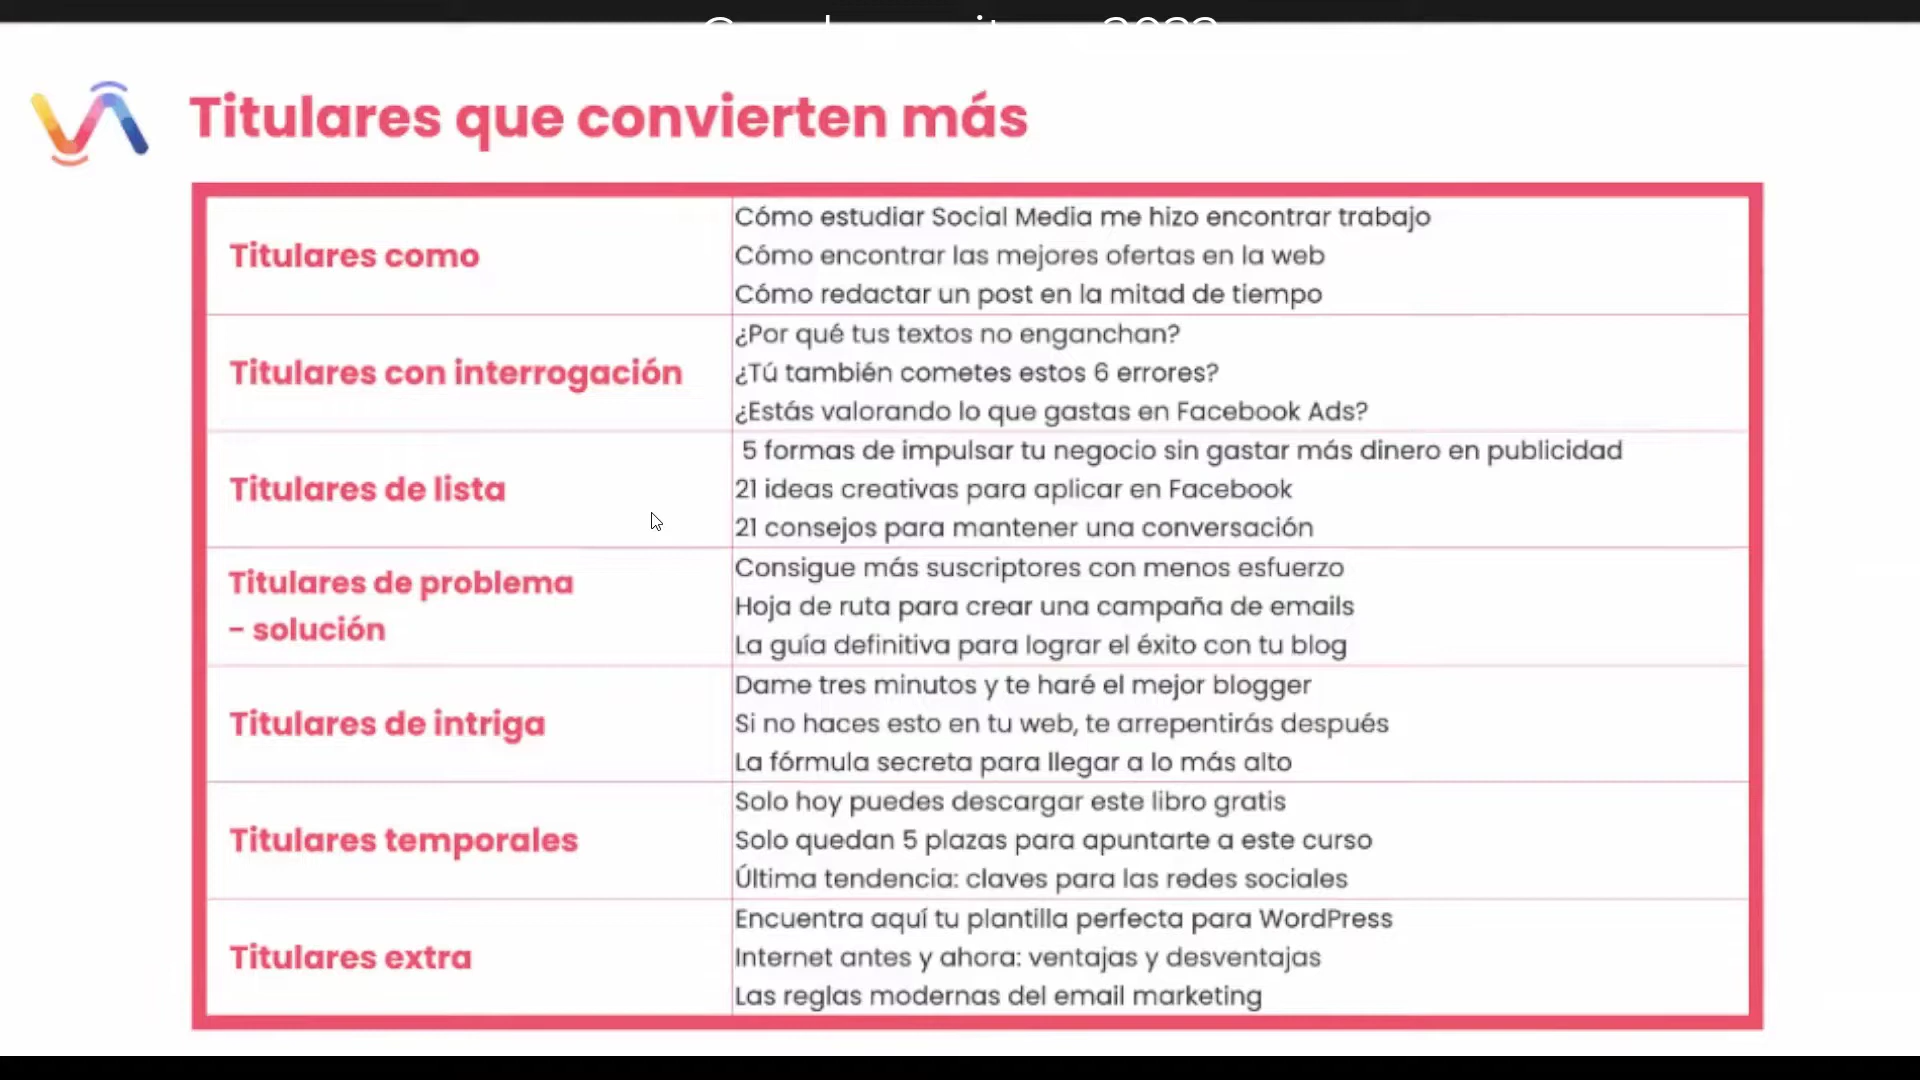 Titulares que convierten más
Titulares como
Cómo estudiar Social Media me hizo encontrar trabajo
Cómo encontrar las mejores ofertas en la web
Cómo redactar un post en la mitad de tiempo
Titulares con interrogación
¿Por qué tus textos no enganchan?
¿Tú también cometes estos 6 errores?
¿Estás valorando lo que gastas en Facebook Ads?
Titulares de lista
5 formas de impulsar tu negocio sin gastar más dinero en publicidad
21 ideas creativas para aplicar en Facebook
21 consejos para mantener una conversación
Titulares de problema
- solución
Consigue más suscriptores con menos esfuerzo
Hoja de ruta para crear una campaña de emails
La guía definitiva para lograr el éxito con tu blog
Titulares de intriga
Dame tres minutos y te haré el mejor blogger
Si no haces esto en tu web, te arrepentirás después
La fórmula secreta para llegar a lo más alto
Titulares temporales
Solo hoy puedes descargar este libro gratis
Solo quedan 5 plazas para apuntarte a este curso
Última tendencia: claves para las redes sociales
Titulares extra
Encuentra aquí tu plantilla perfecta para WordPress
Internet antes y ahora: ventajas y desventajas
Las reglas modernas del email marketing